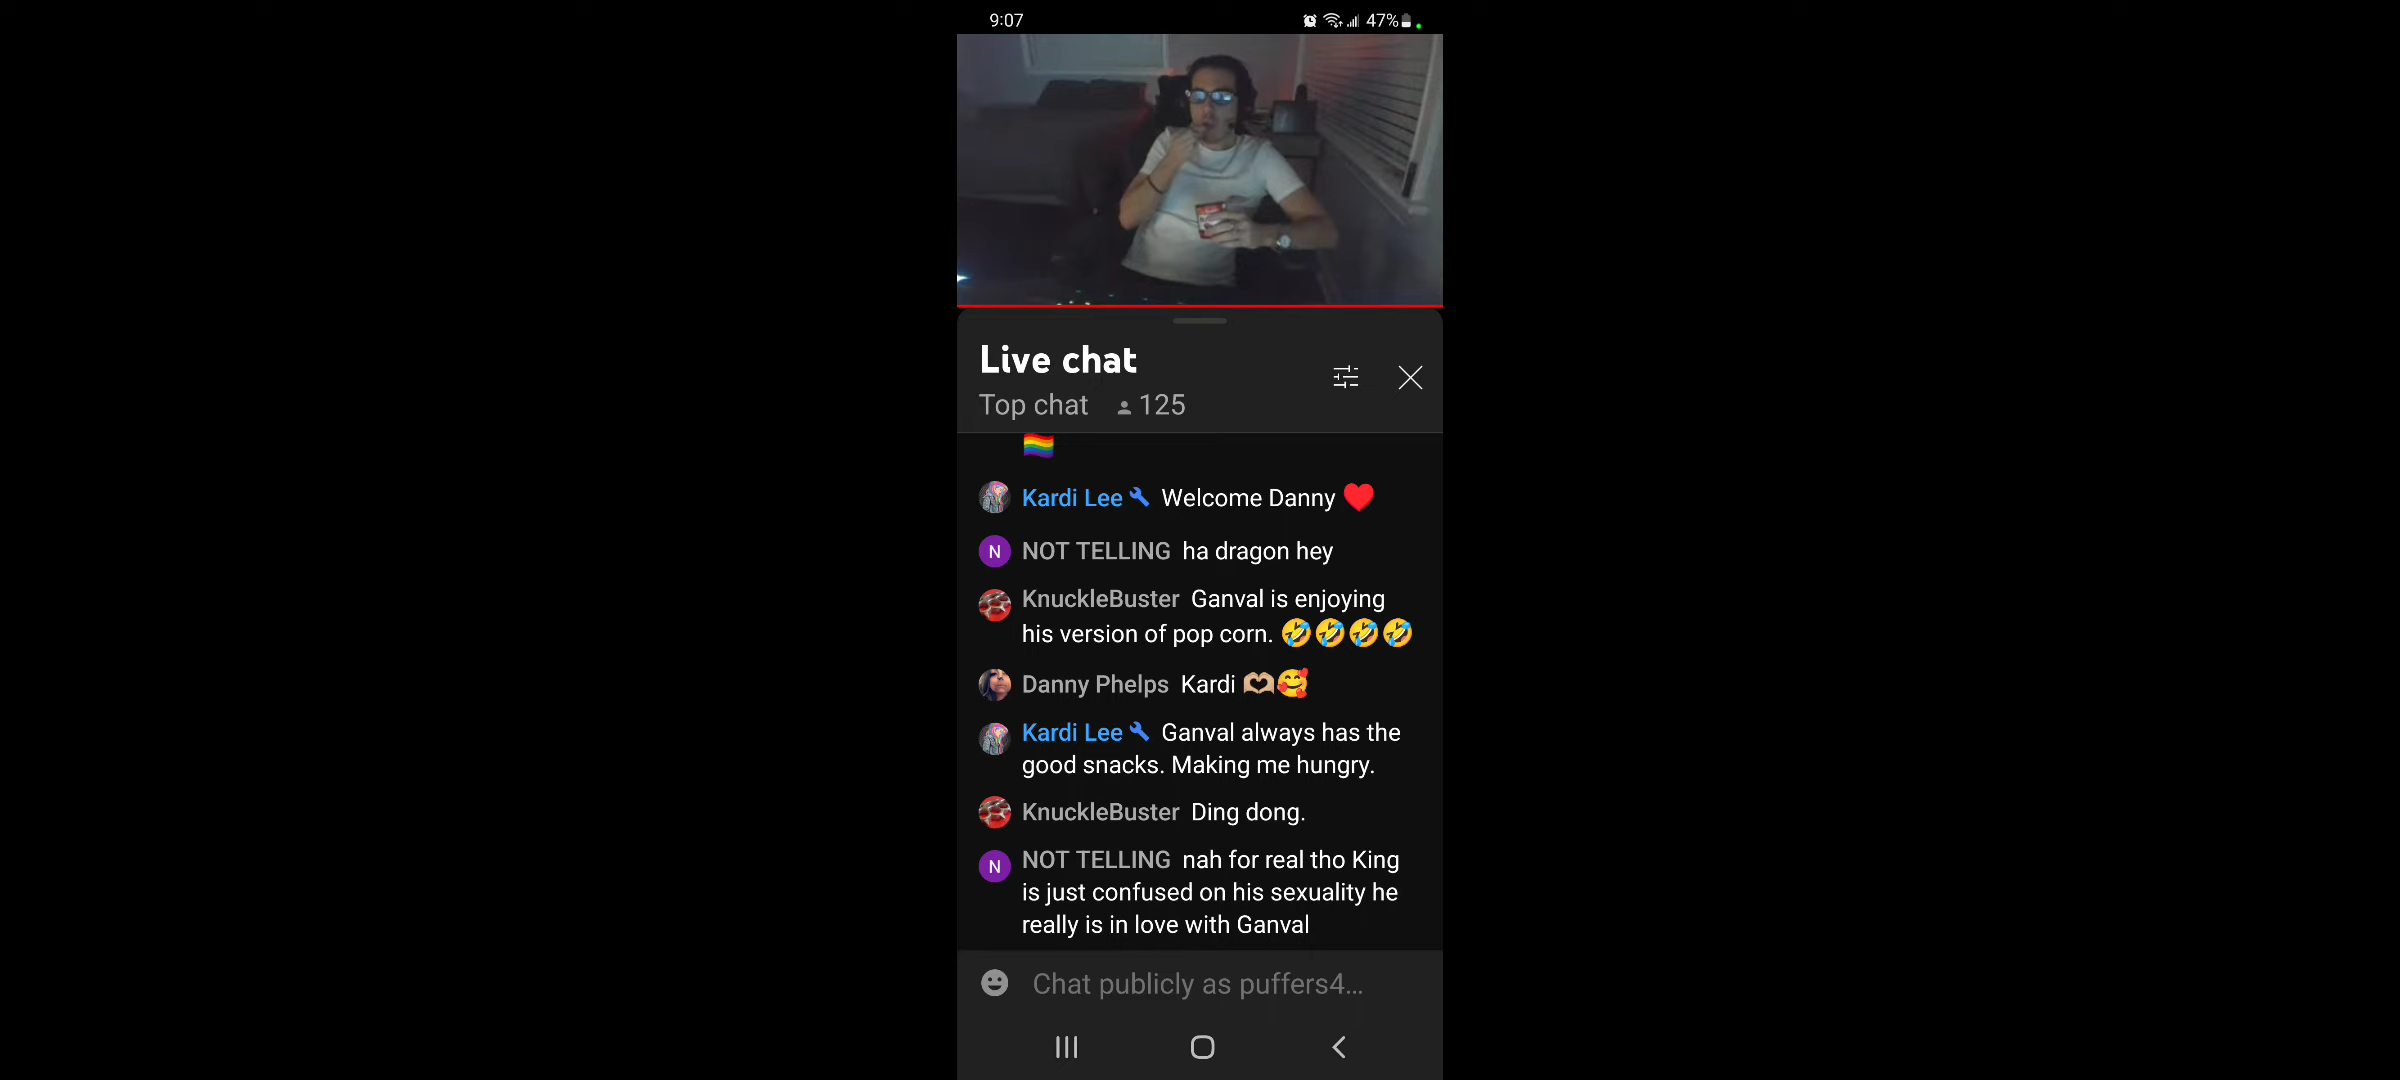 9:07 47%
Live chat
Top chat 125
Kardi Lee Welcome Danny ❤️
N NOT TELLING ha dragon hey
KnuckleBuster Ganval is enjoying
his version of pop corn. 🤣🤣🤣🤣
Danny Phelps Kardi 🫶🏼🥰
Kardi Lee Ganval always has the
good snacks. Making me hungry.
KnuckleBuster Ding dong.
N NOT TELLING nah for real tho King
is just confused on his sexuality he
really is in love with Ganval
Chat publicly as puffers4...